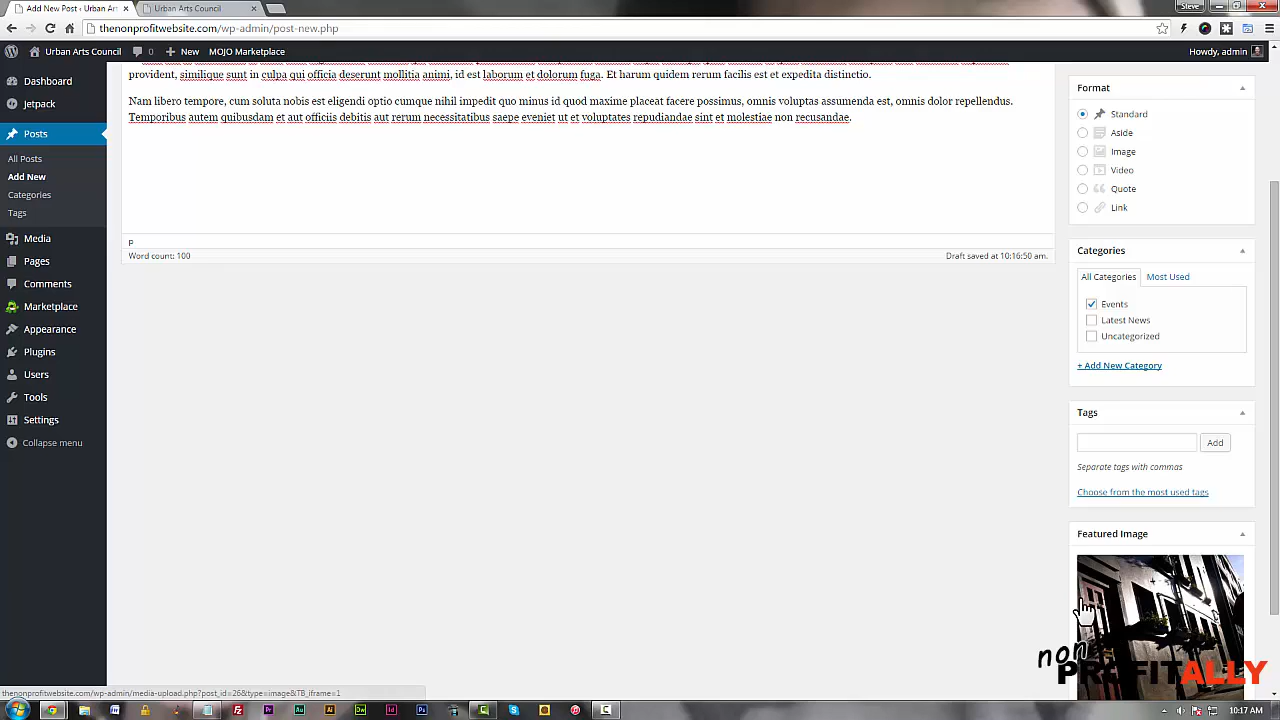 Add New Post ‹ Urban Ar
Urban Arts Council
Steve
thenonprofitwebsite.com/wp-admin/post-new.php
Urban Arts Council
0
New
MOJO Marketplace
Howdy, admin
Dashboard
Jetpack
Posts
All Posts
Add New
Categories
Tags
Media
Pages
Comments
Marketplace
Appearance
Plugins
Users
Tools
Settings
Collapse menu
provident, similique sunt in culpa qui officia deserunt mollitia animi, id est laborum et dolorum fuga. Et harum quidem rerum facilis est et expedita distinctio.
Nam libero tempore, cum soluta nobis est eligendi optio cumque nihil impedit quo minus id quod maxime placeat facere possimus, omnis voluptas assumenda est, omnis dolor repellendus.
Temporibus autem quibusdam et aut officiis debitis aut rerum necessitatibus saepe eveniet ut et voluptates repudiandae sint et molestiae non recusandae.
p
Word count: 100
Draft saved at 10:16:50 am.
Format
Standard
Aside
Image
Video
Quote
Link
Categories
All Categories
Most Used
Events
Latest News
Uncategorized
+ Add New Category
Tags
Add
Separate tags with commas
Choose from the most used tags
Featured Image
non
PROFITALLY
thenonprofitwebsite.com/wp-admin/media-upload.php?post_id=26&type=image&TB_iframe=1
10:17 AM